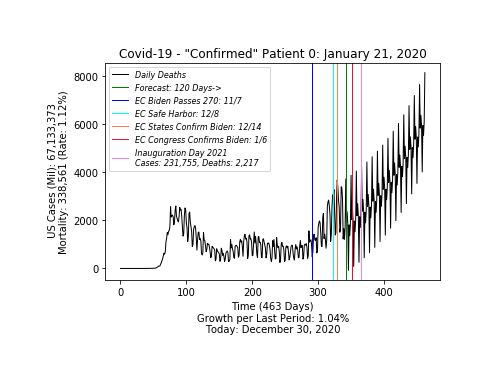 Covid-19 - "Confirmed" Patient 0: January 21, 2020
US Cases (Mil): 67,133,373
Mortality: 338,561 (Rate: 1.12%)
8000
6000
4000
2000
0
Daily Deaths
Forecast: 120 Days->
EC Biden Passes 270: 11/7
EC Safe Harbor: 12/8
EC States Confirm Biden: 12/14
EC Congress Confirms Biden: 1/6
Inauguration Day 2021
Cases: 231,755, Deaths: 2,217
0 100 200 300 400
Time (463 Days)
Growth per Last Period: 1.04%
Today: December 30, 2020